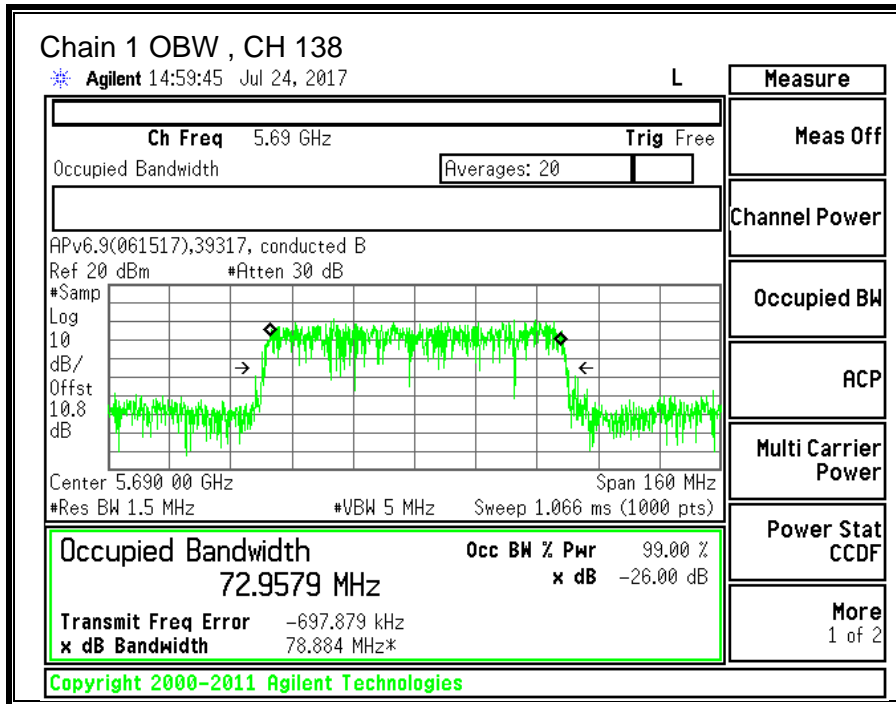 Chain 1 OBW , CH 138
Agilent 14:59:45 Jul 24, 2017 L
Measure
Ch Freq 5.69 GHz Trig Free
Meas Off
Occupied Bandwidth Averages: 20
Channel Power
APv6.9(061517),39317, conducted B
Ref 20 dBm #Atten 30 dB
#Samp
Log
10
dB/
Offst
10.8
dB
Occupied BW
ACP
Center 5.690 00 GHz Span 160 MHz
#Res BW 1.5 MHz #VBW 5 MHz Sweep 1.066 ms (1000 pts)
Multi Carrier
Power
Occupied Bandwidth Occ BW % Pwr 99.00 %
72.9579 MHz x dB -26.00 dB
Power Stat
CCDF
Transmit Freq Error -697.879 kHz
x dB Bandwidth 78.884 MHz*
More
1 of 2
Copyright 2000-2011 Agilent Technologies